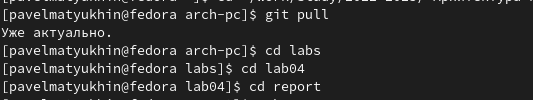 [pavelmatyukhin@fedora arch-pc]$ git pull
Уже актуально.
[pavelmatyukhin@fedora arch-pc]$ cd labs
[pavelmatyukhin@fedora labs]$ cd lab04
[pavelmatyukhin@fedora lab04]$ cd report